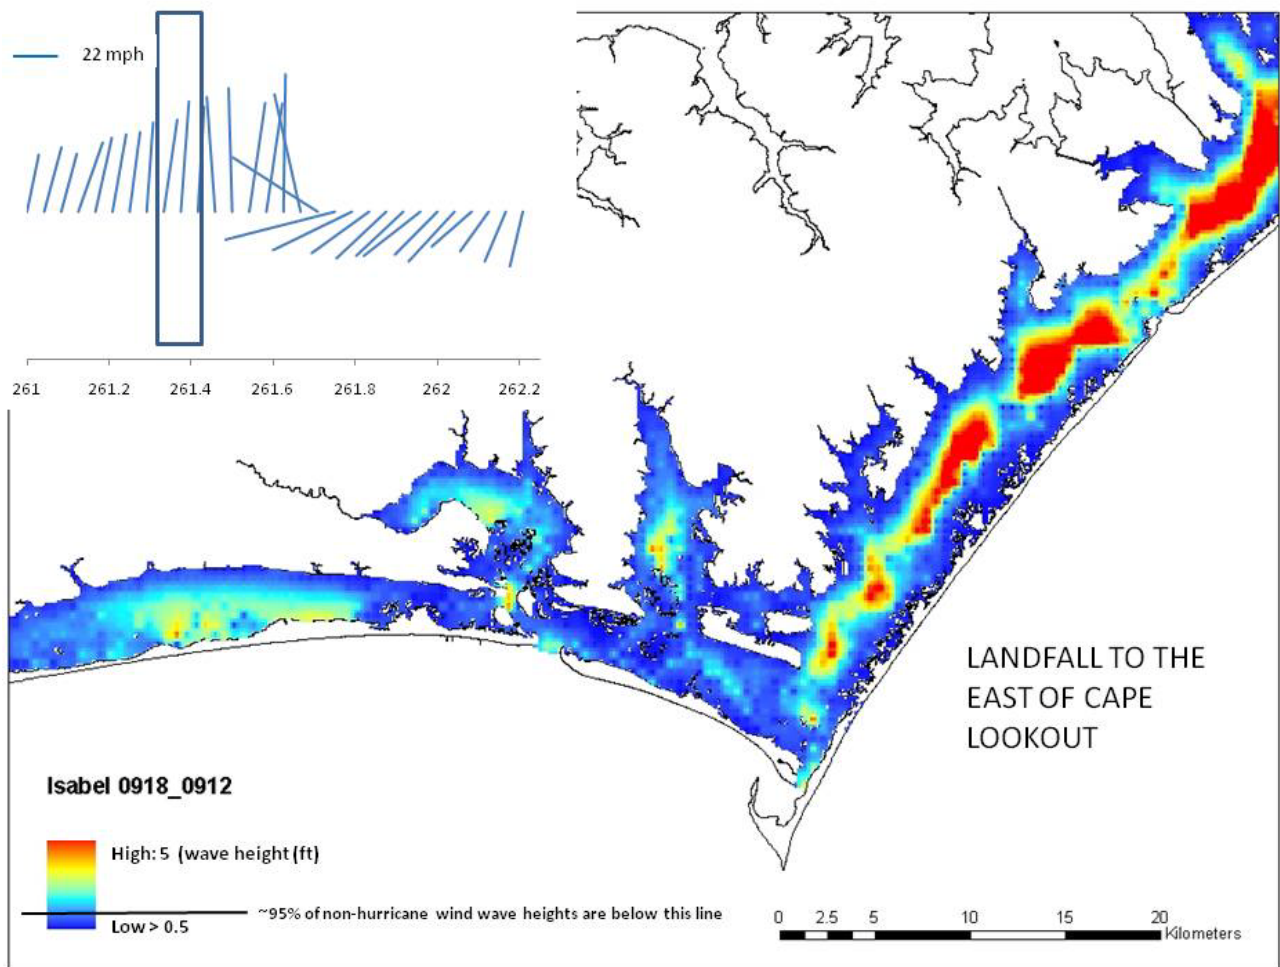 22 mph
261 261.2 261.4 261.6 261.8 262 262.2
LANDFALL TO THE
EAST OF CAPE
LOOKOUT
Isabel 0918_0912
High: 5 (wave height (ft)
~95% of non-hurricane wind wave heights are below this line
Low > 0.5
0 2.5 5 10 15 20
Kilometers